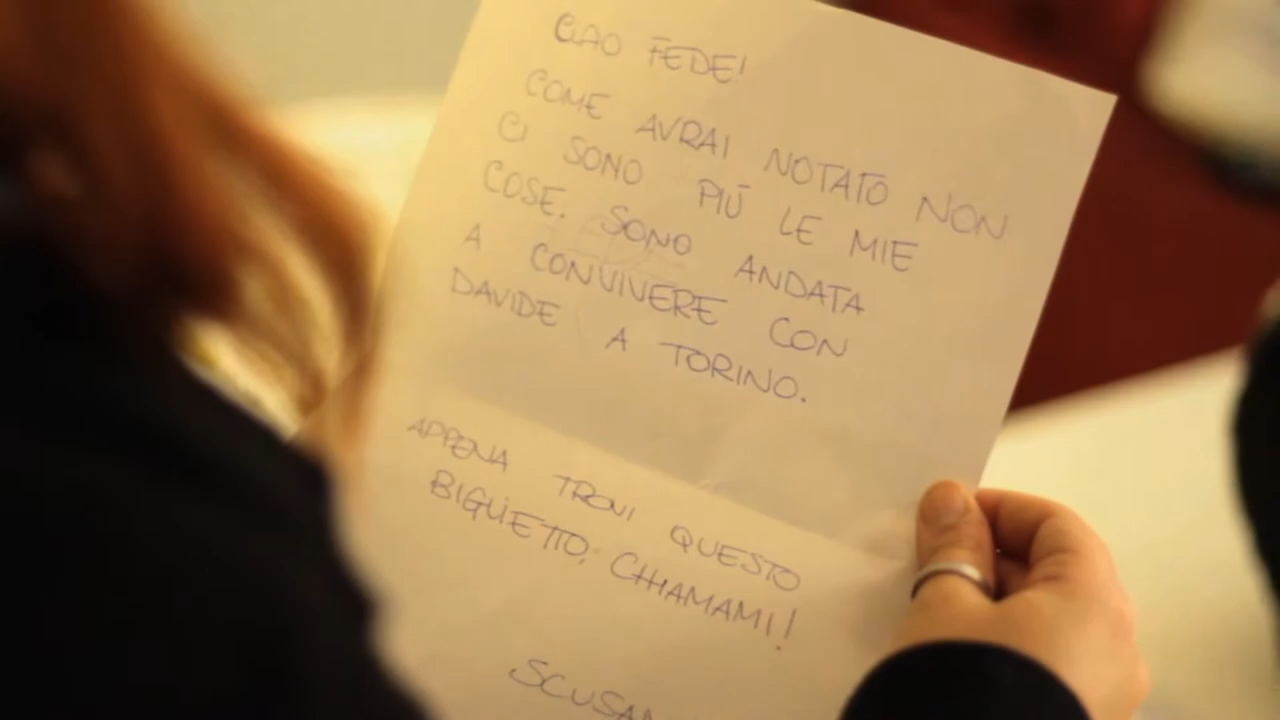 CIAO FEDE!
COME AVRAI NOTATO NON
CI SONO PIÙ LE MIE
COSE. SONO ANDATA
A CONVIVERE CON
DAVIDE A TORINO.
APPENA TROVI QUESTO
BIGLIETTO, CHIAMAMI!